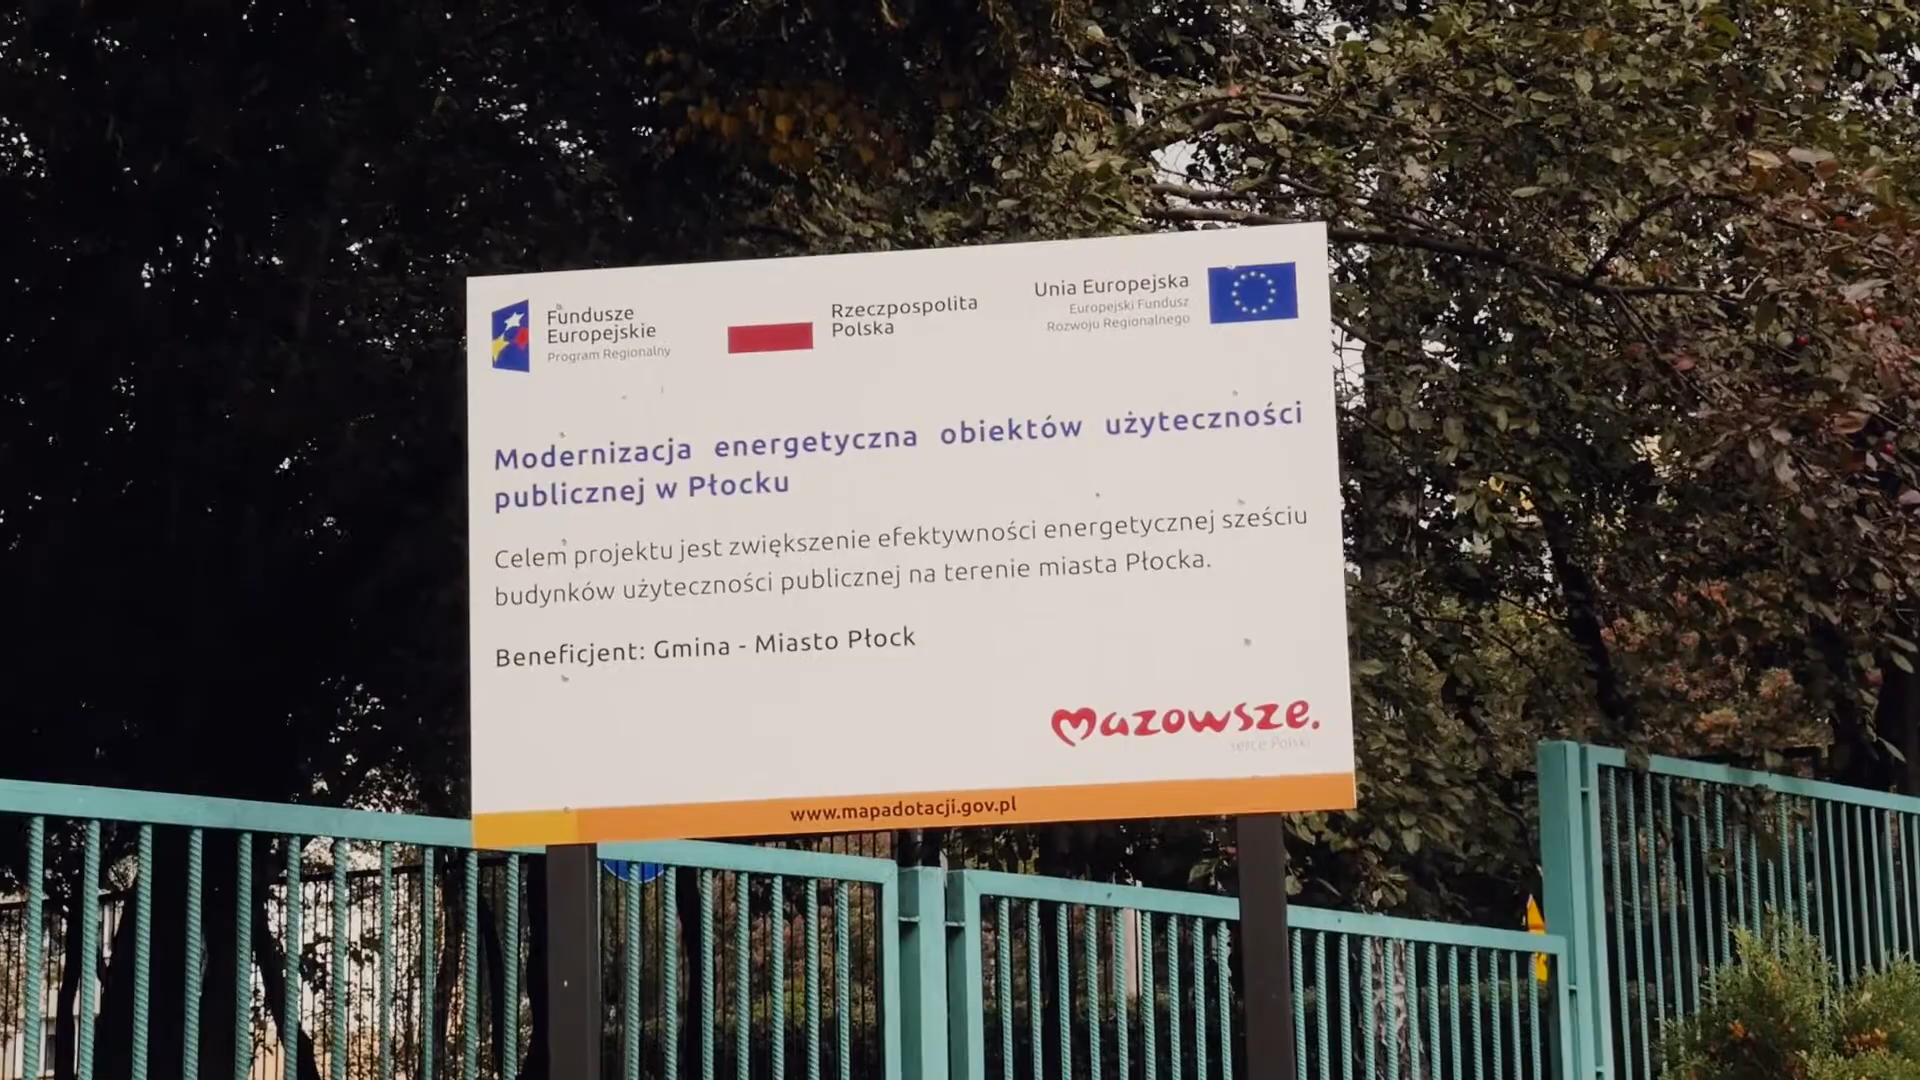 Fundusze
Europejskie
Program Regionalny
Rzeczpospolita
Polska
Unia Europejska
Europejski Fundusz
Rozwoju Regionalnego
Modernizacja energetyczna obiektów użyteczności
publicznej w Płocku
Celem projektu jest zwiększenie efektywności energetycznej sześciu
budynków użyteczności publicznej na terenie miasta Płocka.
Beneficjent: Gmina - Miasto Płock
mazowsze.
serce Polski
www.mapadotacji.gov.pl